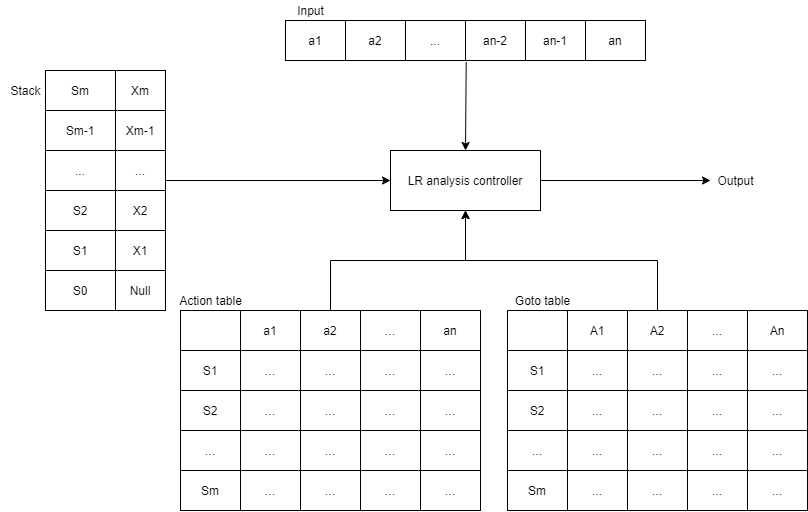 Input
a1 a2 ... an-2 an-1 an
Stack
Sm Xm
Sm-1 Xm-1
... ...
S2 X2
S1 X1
S0 Null
LR analysis controller
Output
Action table
a1 a2 ... an
S1 ... ... ... ...
S2 ... ... ... ...
... ... ... ... ...
Sm ... ... ... ...
Goto table
A1 A2 ... An
S1 ... ... ... ...
S2 ... ... ... ...
... ... ... ... ...
Sm ... ... ... ...